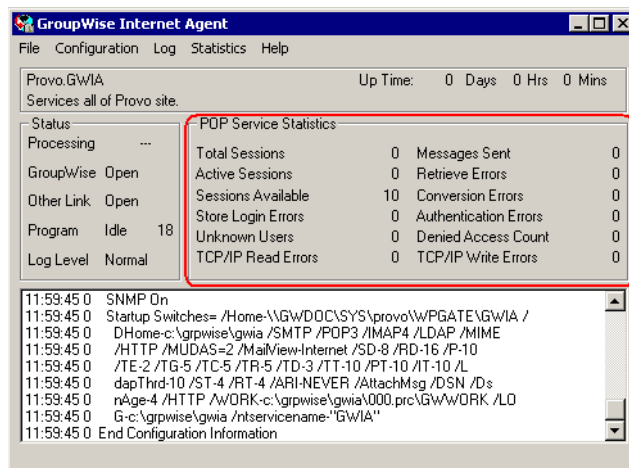 GroupWise Internet Agent
File Configuration Log Statistics Help
Provo.GWIA Up Time: 0 Days 0 Hrs 0 Mins
Services all of Provo site.
Status
Processing ---
GroupWise Open
Other Link Open
Program Idle 18
Log Level Normal
POP Service Statistics
Total Sessions 0 Messages Sent 0
Active Sessions 0 Retrieve Errors 0
Sessions Available 10 Conversion Errors 0
Store Login Errors 0 Authentication Errors 0
Unknown Users 0 Denied Access Count 0
TCP/IP Read Errors 0 TCP/IP Write Errors 0
11:59:45 0 SNMP On
11:59:45 0 Startup Switches= /Home-\\GWDOC\SYS\provo\WPGATE\GWIA /
11:59:45 0 DHome-c:\grpwise\gwia /SMTP /POP3 /IMAP4 /LDAP /MIME
11:59:45 0 /HTTP /MUDAS=2 /MailView-Internet /SD-8 /RD-16 /P-10
11:59:45 0 /TE-2 /TG-5 /TC-5 /TR-5 /TD-3 /TT-10 /PT-10 /IT-10 /L
11:59:45 0 dapThrd-10 /ST-4 /RT-4 /ARI-NEVER /AttachMsg /DSN /Ds
11:59:45 0 nAge-4 /HTTP /WORK-c:\grpwise\gwia\000.prc\GWWORK /LO
11:59:45 0 G-c:\grpwise\gwia /ntservicename-"GWIA"
11:59:45 0 End Configuration Information